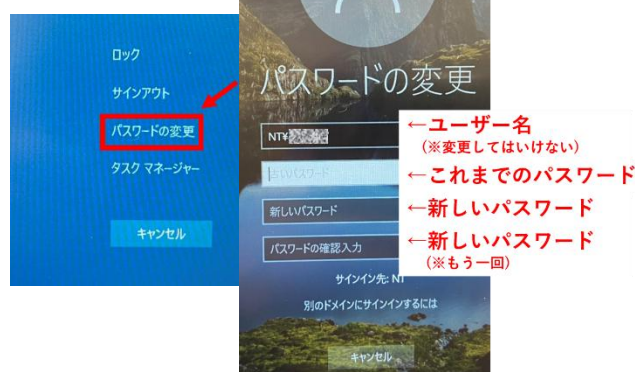 ロック
サインアウト
パスワードの変更
タスク マネージャー
キャンセル
パスワードの変更
NT¥
←ユーザー名
(※変更してはいけない)
古いパスワード
←これまでのパスワード
新しいパスワード
←新しいパスワード
パスワードの確認入力
←新しいパスワード
(※もう一回)
サインイン先: NT
別のドメインにサインインするには
キャンセル